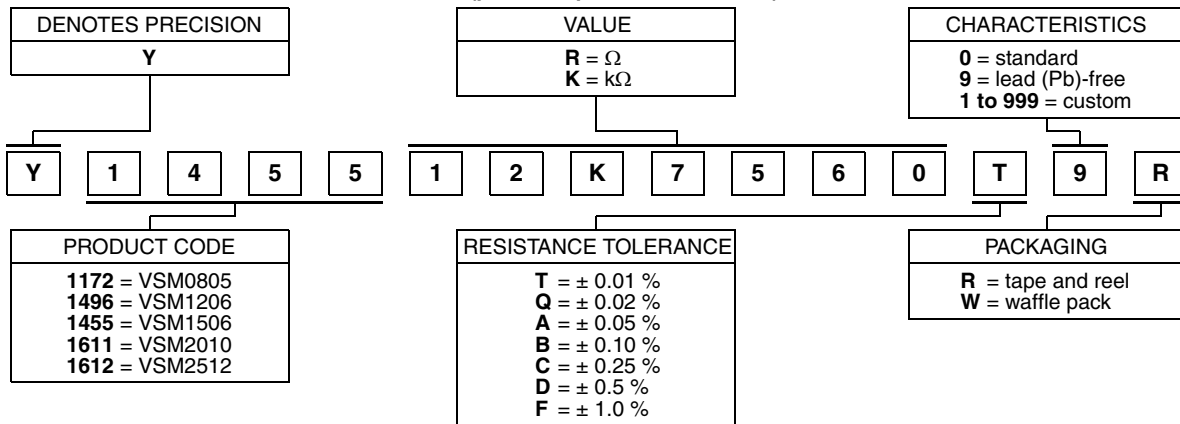 DENOTES PRECISION
Y
VALUE
R = Ω
K = kΩ
CHARACTERISTICS
0 = standard
9 = lead (Pb)-free
1 to 999 = custom
Y 1 4 5 5 1 2 K 7 5 6 0 T 9 R
PRODUCT CODE
1172 = VSM0805
1496 = VSM1206
1455 = VSM1506
1611 = VSM2010
1612 = VSM2512
RESISTANCE TOLERANCE
T = ± 0.01 %
Q = ± 0.02 %
A = ± 0.05 %
B = ± 0.10 %
C = ± 0.25 %
D = ± 0.5 %
F = ± 1.0 %
PACKAGING
R = tape and reel
W = waffle pack